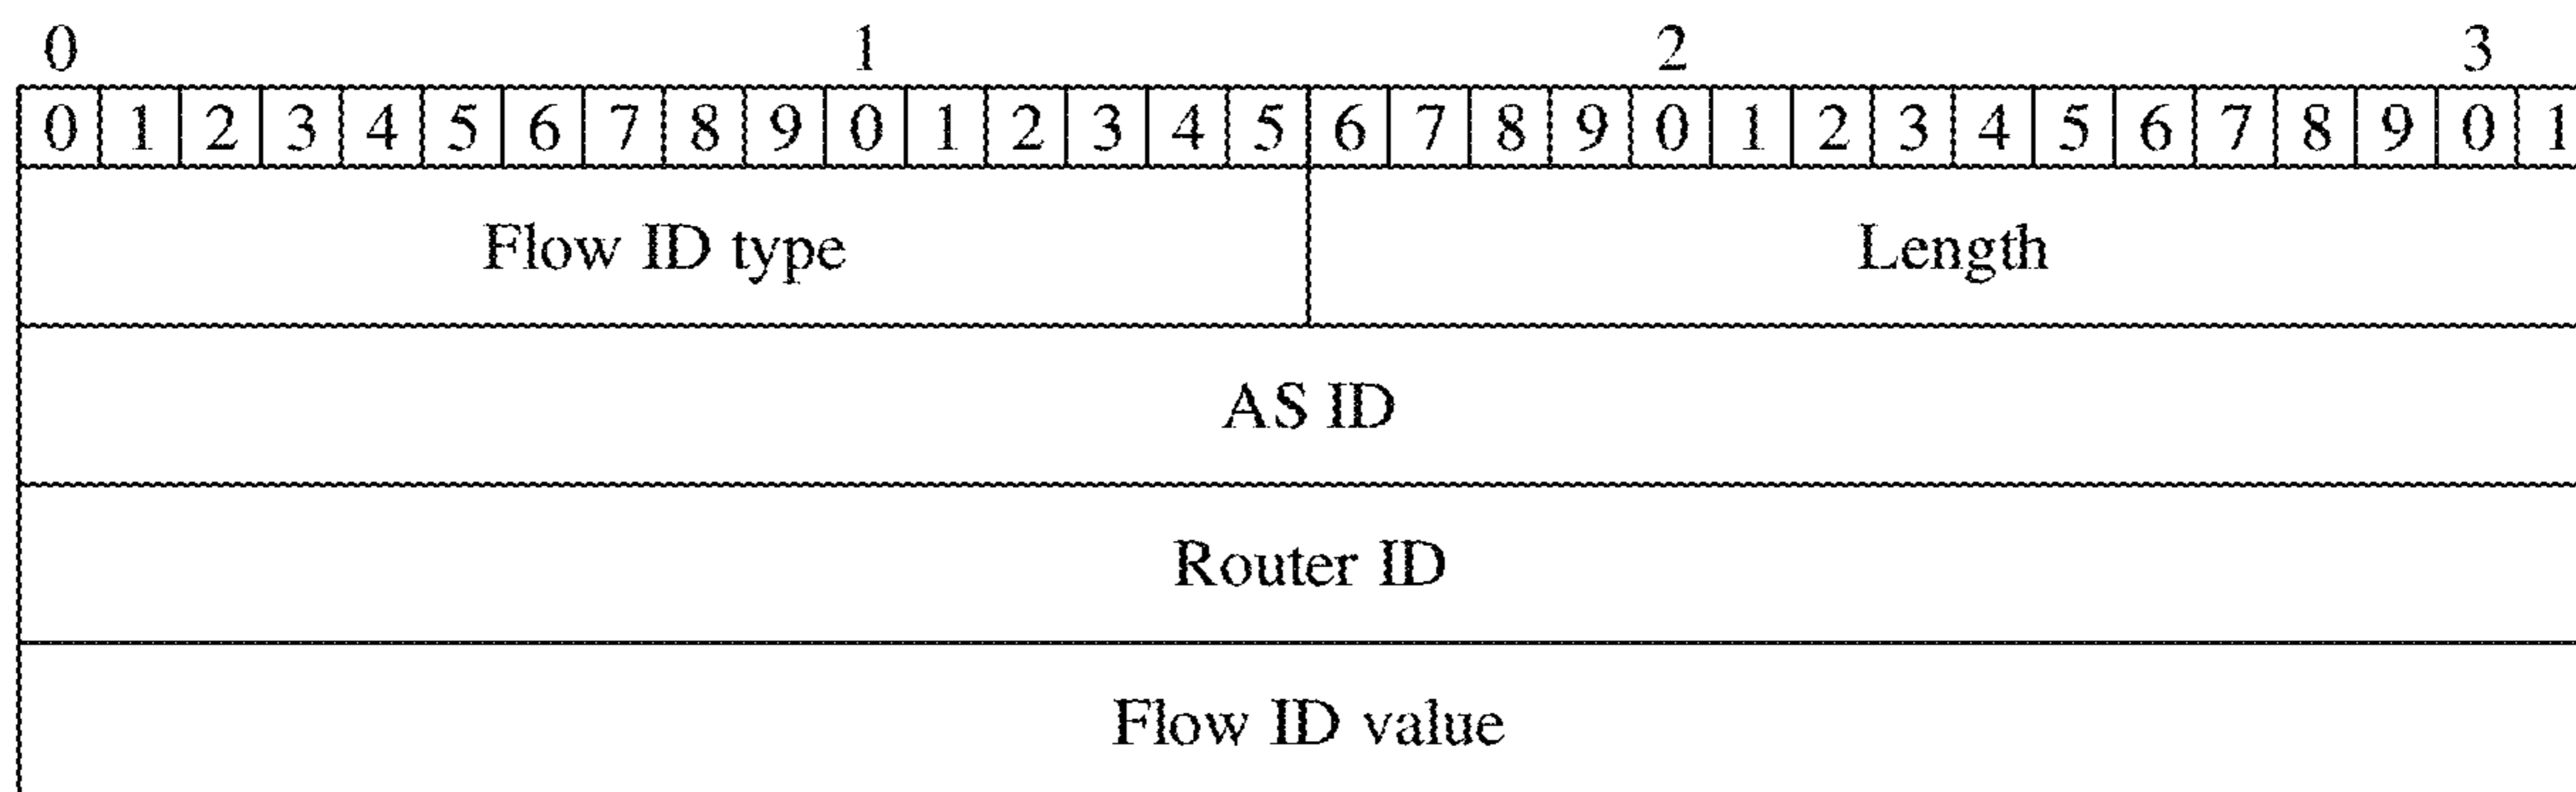 0 1 2 3
0 1 2 3 4 5 6 7 8 9 0 1 2 3 4 5 6 7 8 9 0 1 2 3 4 5 6 7 8 9 0 1
Flow ID type Length
AS ID
Router ID
Flow ID value